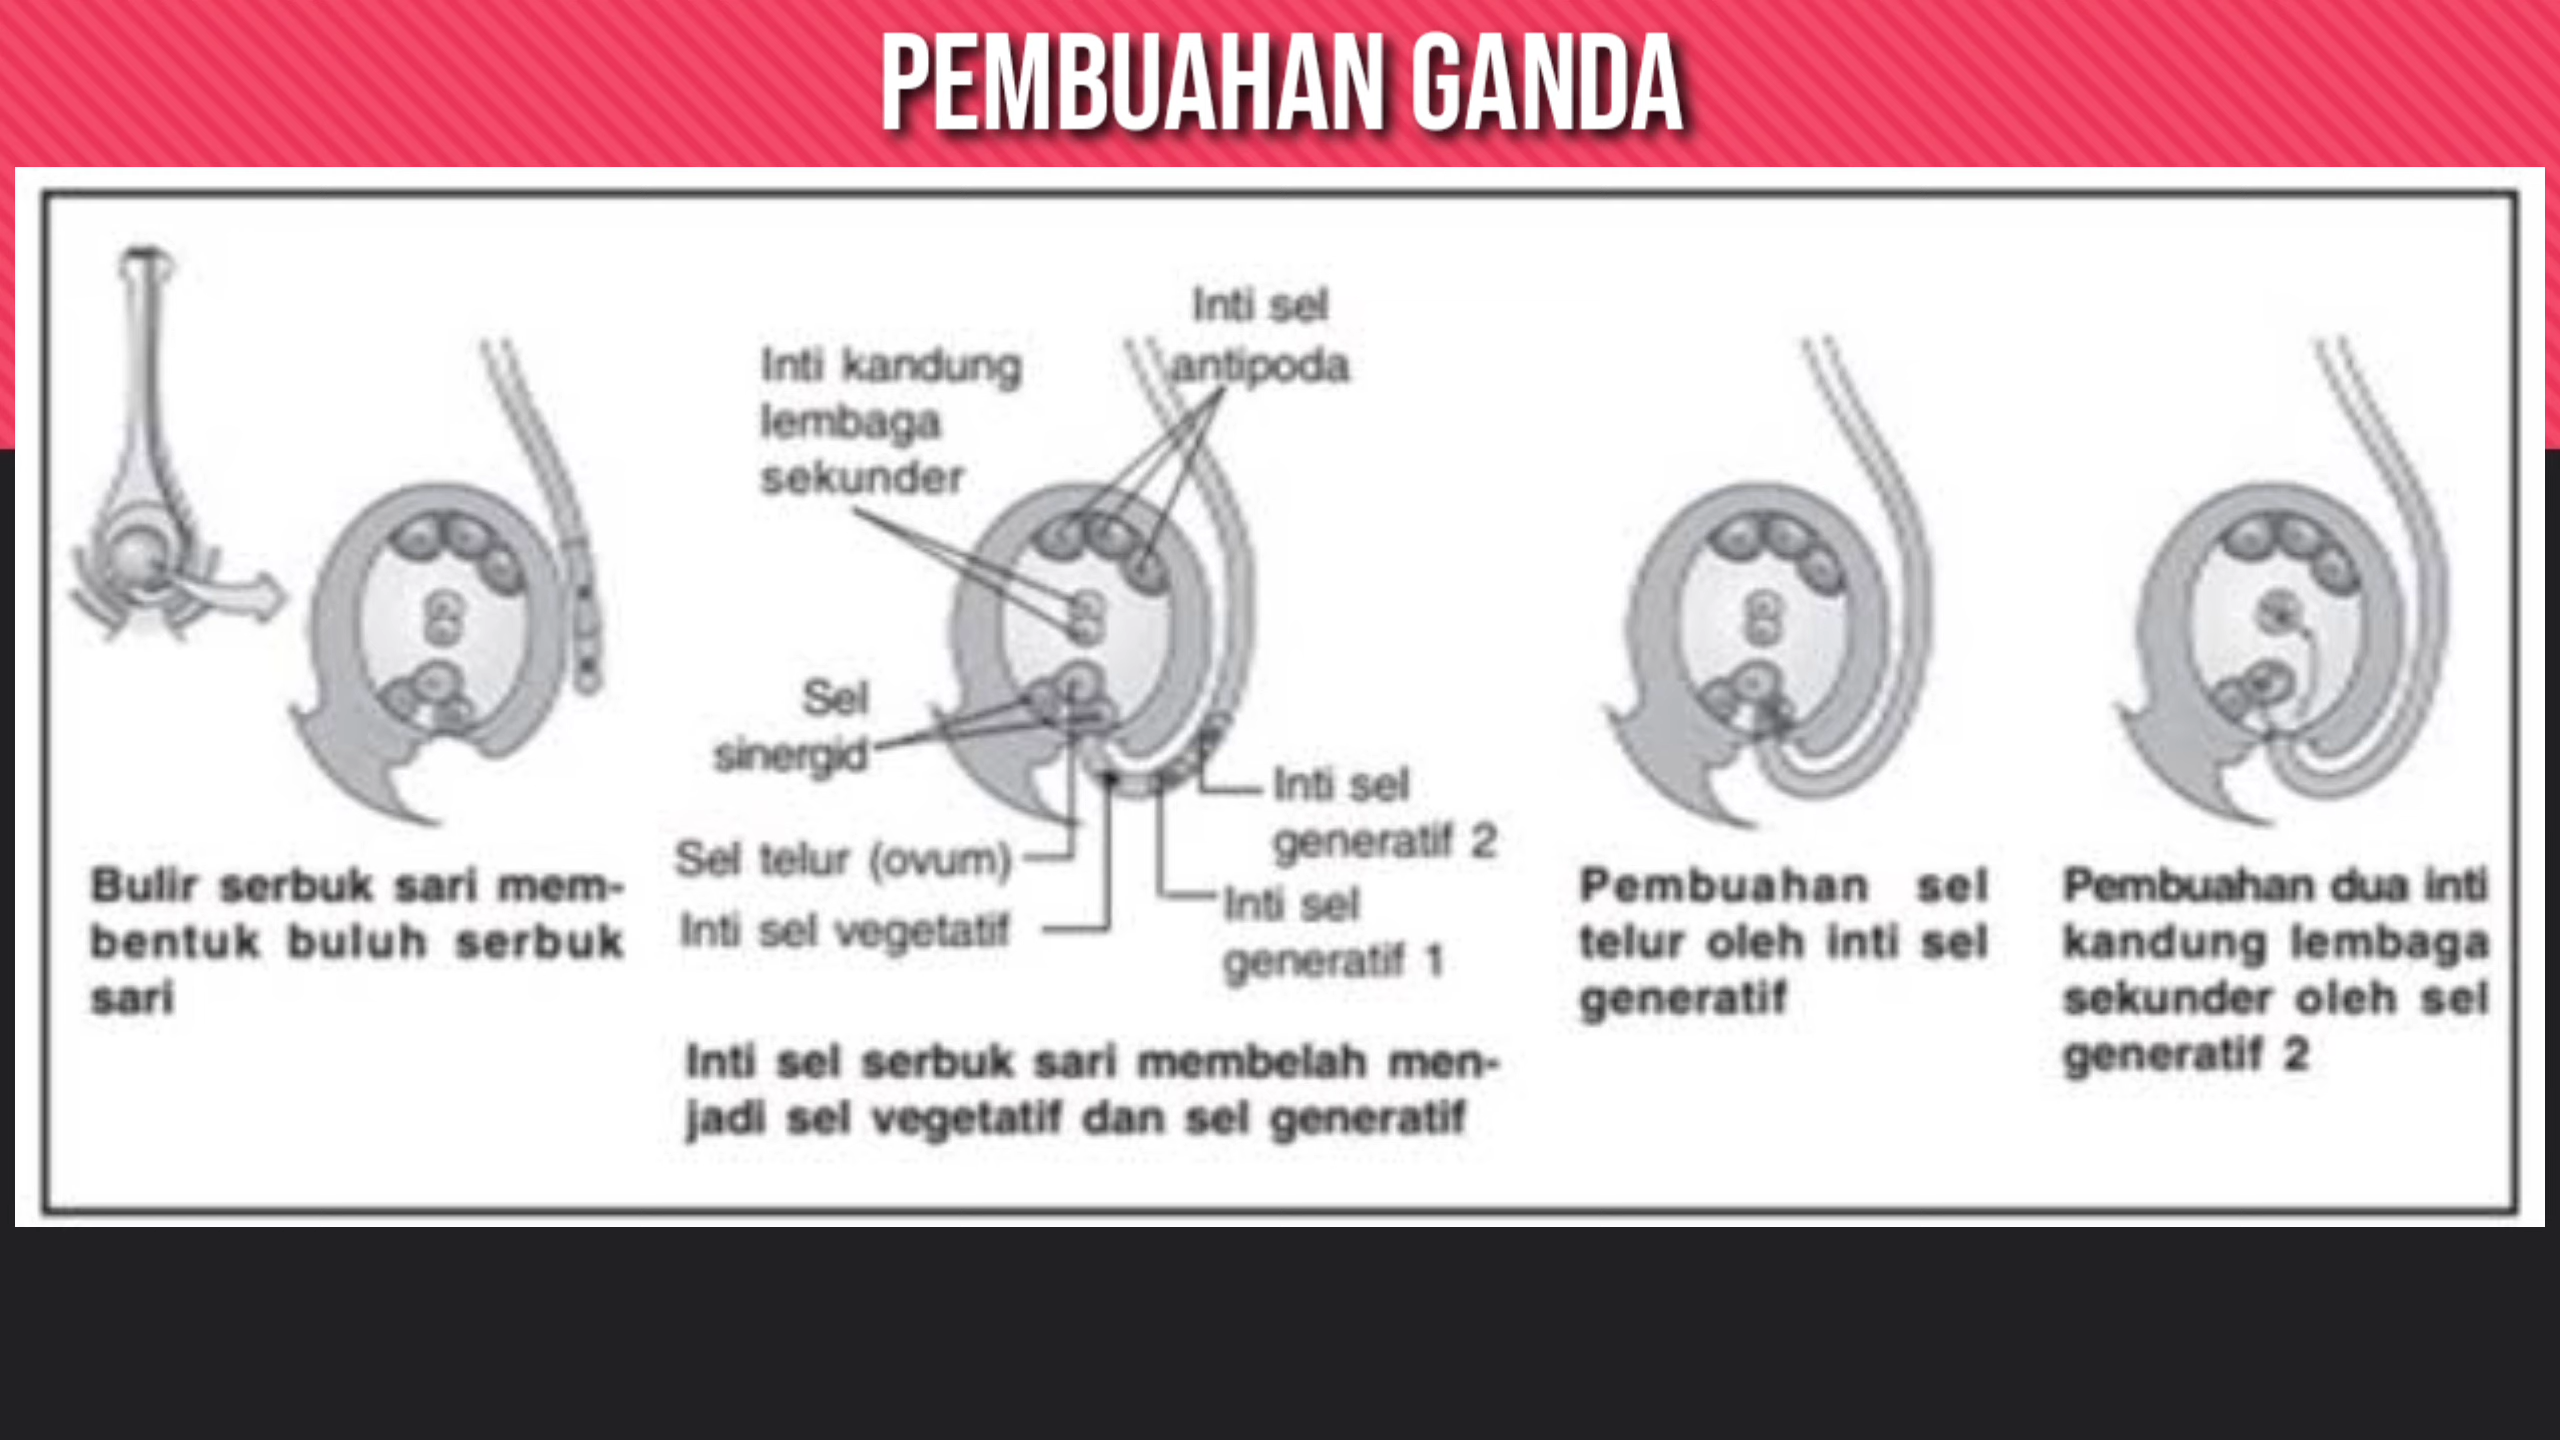 PEMBUAHAN GANDA
Inti sel
antipoda
Inti kandung
lembaga
sekunder
Sel
sinergid
Sel telur (ovum)
Inti sel vegetatif
Inti sel
generatif 2
Inti sel
generatif 1
Bulir serbuk sari mem-
bentuk buluh serbuk
sari
Inti sel serbuk sari membelah men-
jadi sel vegetatif dan sel generatif
Pembuahan sel
telur oleh inti sel
generatif
Pembuahan dua inti
kandung lembaga
sekunder oleh sel
generatif 2